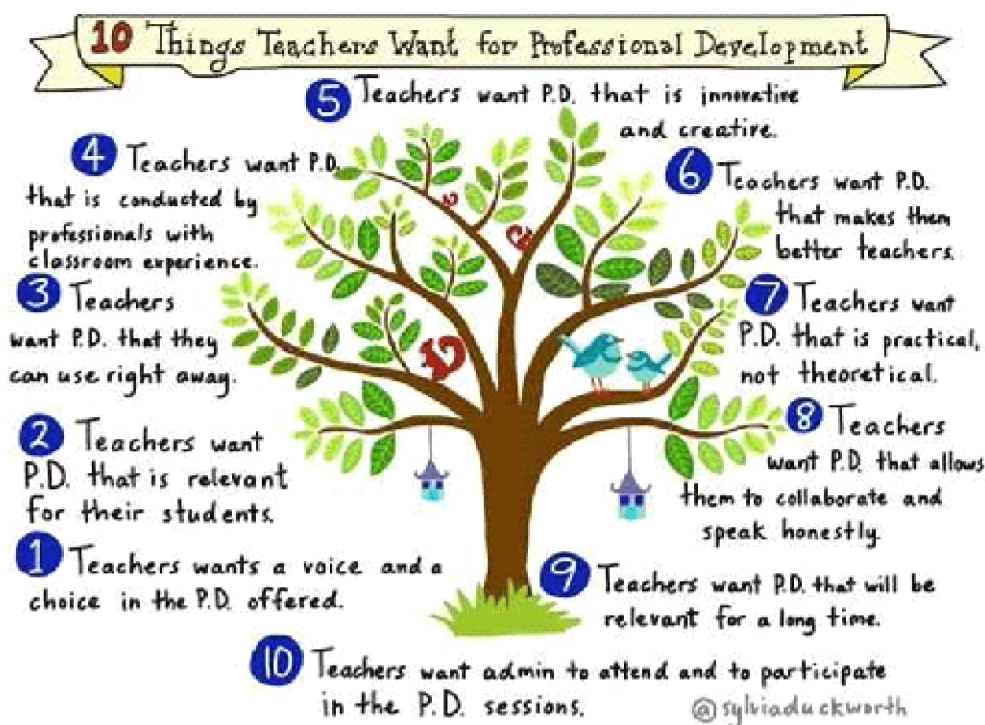 10 Things Teachers Want for Professional Development
1 Teachers wants a voice and a
choice in the P.D. offered.
2 Teachers want
P.D. that is relevant
for their students.
3 Teachers
want P.D. that they
can use right away.
4 Teachers want P.D.
that is conducted by
professionals with
classroom experience.
5 Teachers want P.D. that is innovative
and creative.
6 Teachers want P.D.
that makes them
better teachers.
7 Teachers want
P.D. that is practical,
not theoretical.
8 Teachers
want P.D. that allows
them to collaborate and
speak honestly
9 Teachers want P.D. that will be
relevant for a long time.
10 Teachers want admin to attend and to participate
in the P.D. sessions.
@sylviaduckworth